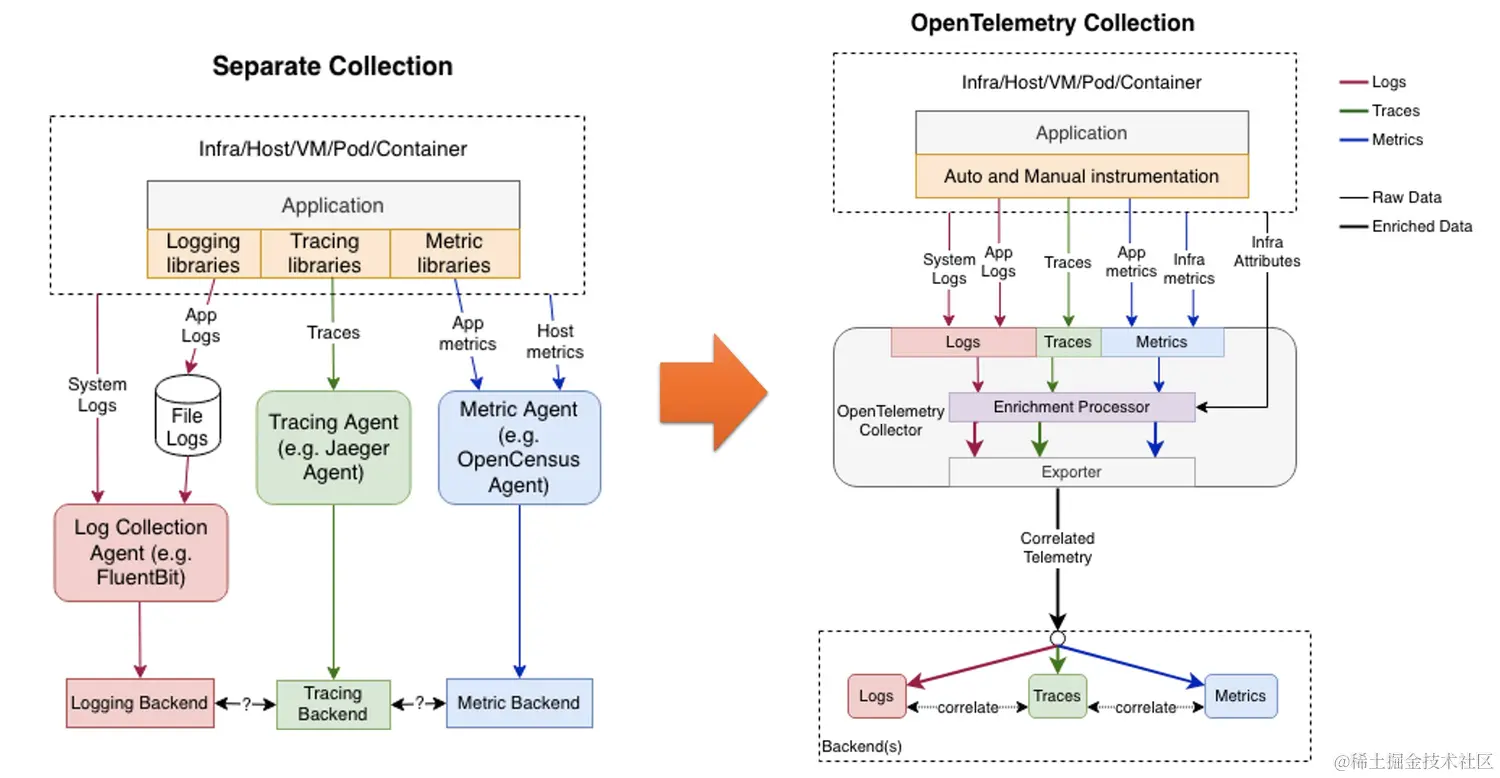 Separate Collection
Infra/Host/VM/Pod/Container
Application
Logging
libraries
Tracing
libraries
Metric
libraries
App
Logs
Traces
App
metrics
Host
metrics
System
Logs
File
Logs
Tracing Agent
(e.g. Jaeger
Agent)
Metric Agent
(e.g.
OpenCensus
Agent)
Log Collection
Agent (e.g.
FluentBit)
Logging Backend
?
Tracing
Backend
?
Metric Backend
OpenTelemetry Collection
Infra/Host/VM/Pod/Container
Application
Auto and Manual instrumentation
System
Logs
App
Logs
Traces
App
metrics
Infra
metrics
Infra
Attributes
Logs
Traces
Metrics
OpenTelemetry
Collector
Enrichment Processor
Exporter
Correlated
Telemetry
Logs
correlate
Traces
correlate
Metrics
Backend(s)
Logs
Traces
Metrics
Raw Data
Enriched Data
@稀土掘金技术社区